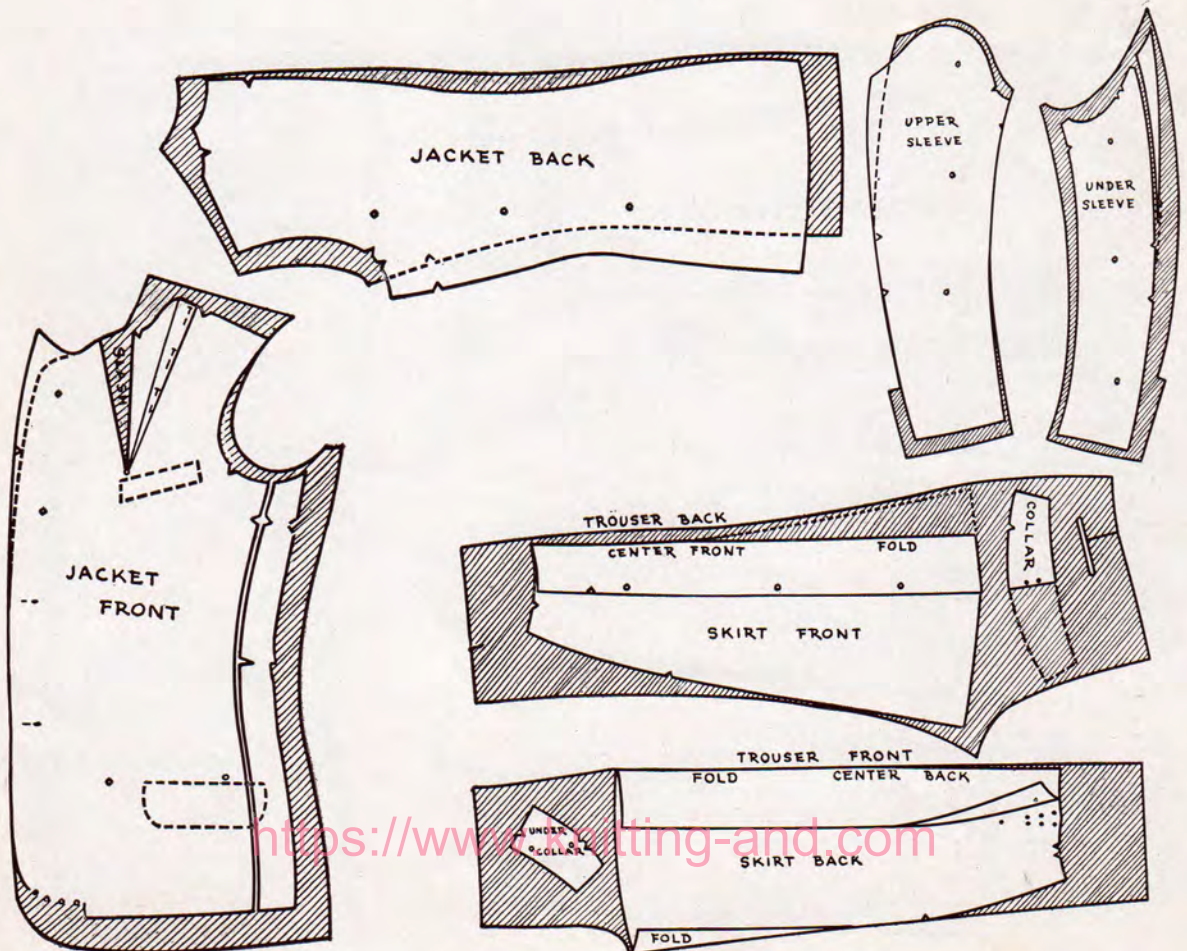 JACKET BACK
UPPER
SLEEVE
UNDER
SLEEVE
SLASH
JACKET
FRONT
TROUSER BACK
CENTER FRONT FOLD
COLLAR
SKIRT FRONT
TROUSER FRONT
FOLD CENTER BACK
UNDER
COLLAR
SKIRT BACK
FOLD
https://www.knitting-and.com